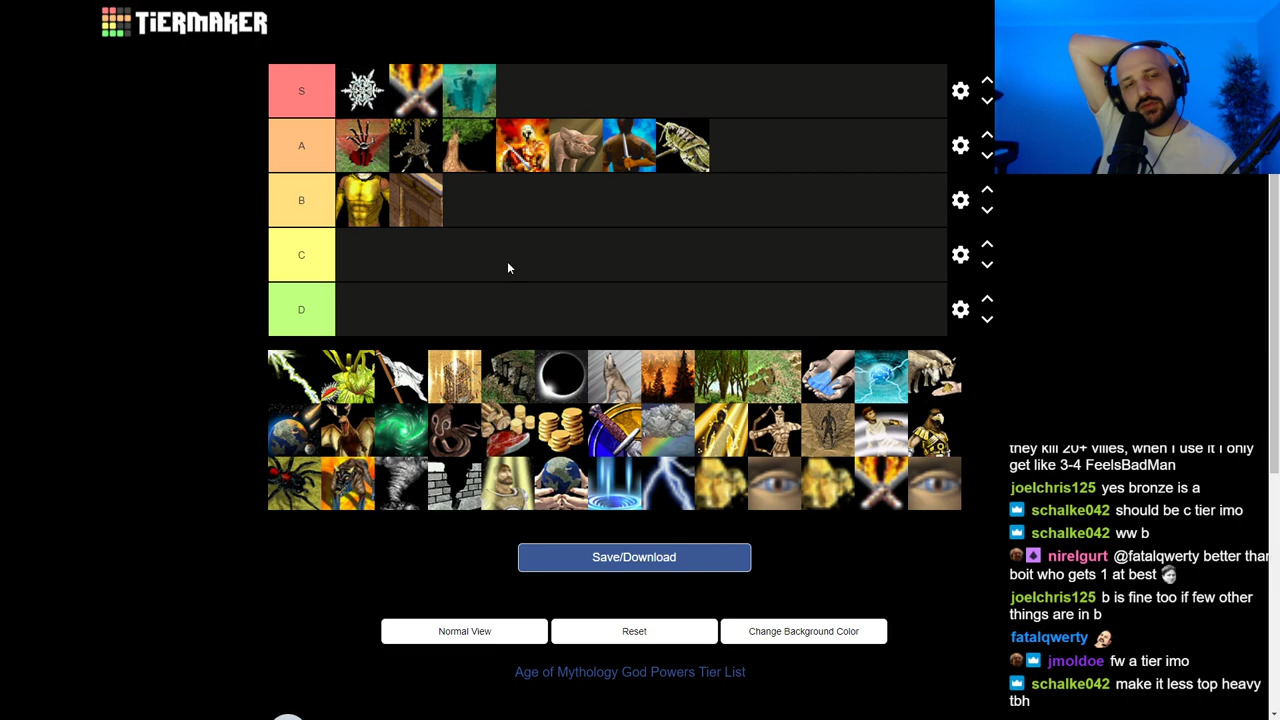 TiERMAKER
S
A
B
C
D
Save/Download
Normal View
Reset
Change Background Color
Age of Mythology God Powers Tier List
they kill 20+ villes, when I use it I only
get like 3-4 FeelsBadMan
joelchris125 yes bronze is a
schalke042 should be c tier imo
schalke042 ww b
nirelgurt @fatalqwerty better than
boit who gets 1 at best
joelchris125 b is fine too if few other
things are in b
fatalqwerty
jmoldoe fw a tier imo
schalke042 make it less top heavy
tbh